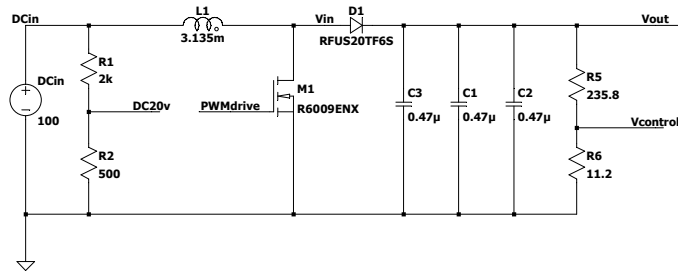 DCin
L1
Vin
D1
3.135m
RFUS20TF6S
Vout
R1
2k
DCin
100
DC20v
PWMdrive
M1
R6009ENX
C3
0.47µ
C1
0.47µ
C2
0.47µ
R5
235.8
Vcontrol
R2
500
R6
11.2